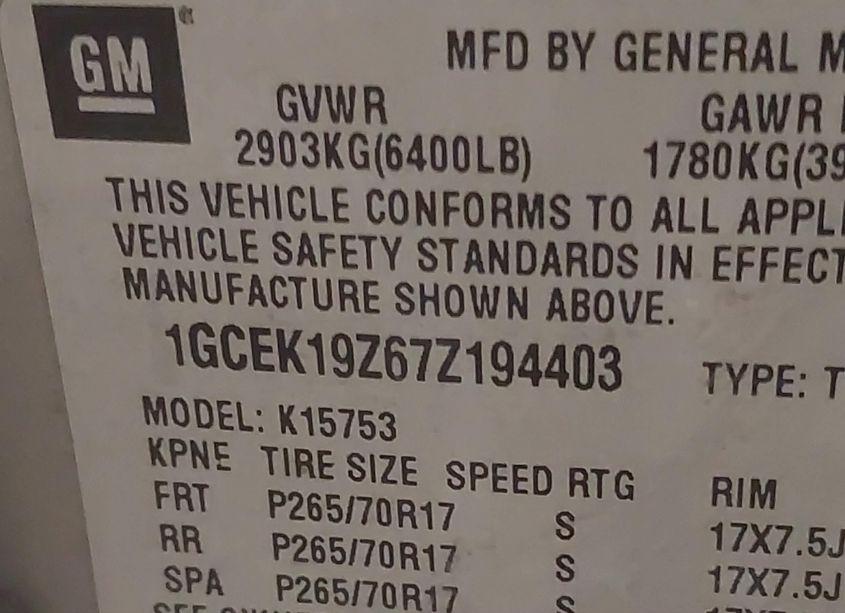 GM
MFD BY GENERAL
GVWR GAWR
2903KG(6400LB) 1780KG(39
THIS VEHICLE CONFORMS TO ALL APPL
VEHICLE SAFETY STANDARDS IN EFFECT
MANUFACTURE SHOWN ABOVE.
1GCEK19Z67Z194403 TYPE: T
MODEL: K15753
KPNE TIRE SIZE SPEED RTG RIM
FRT P265/70R17 S 17X7.5J
RR P265/70R17 S 17X7.5J
SPA P265/70R17 S